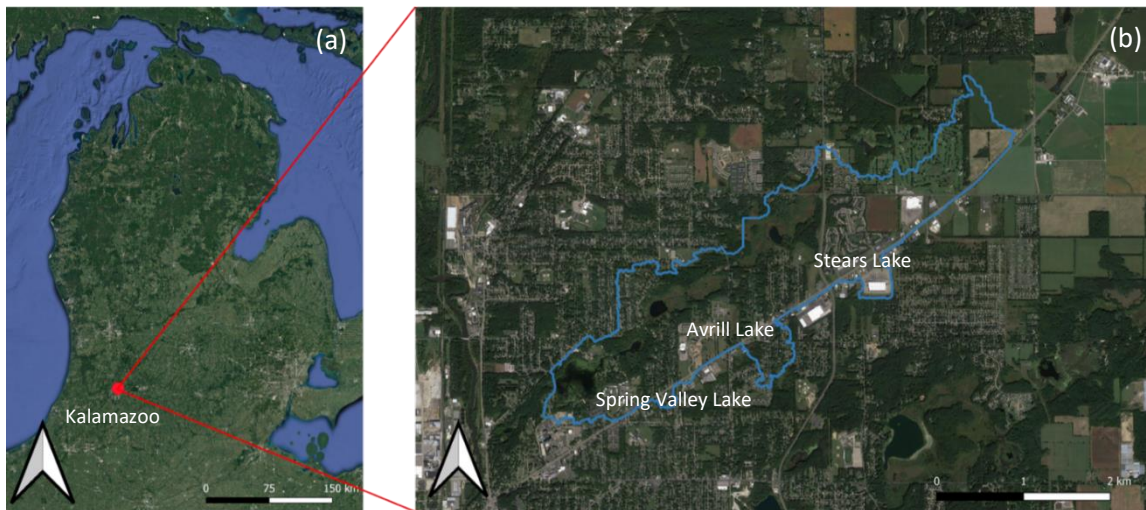 (a)
Kalamazoo
0 75 150 km
(b)
Stears Lake
Avrill Lake
Spring Valley Lake
0 1 2 km